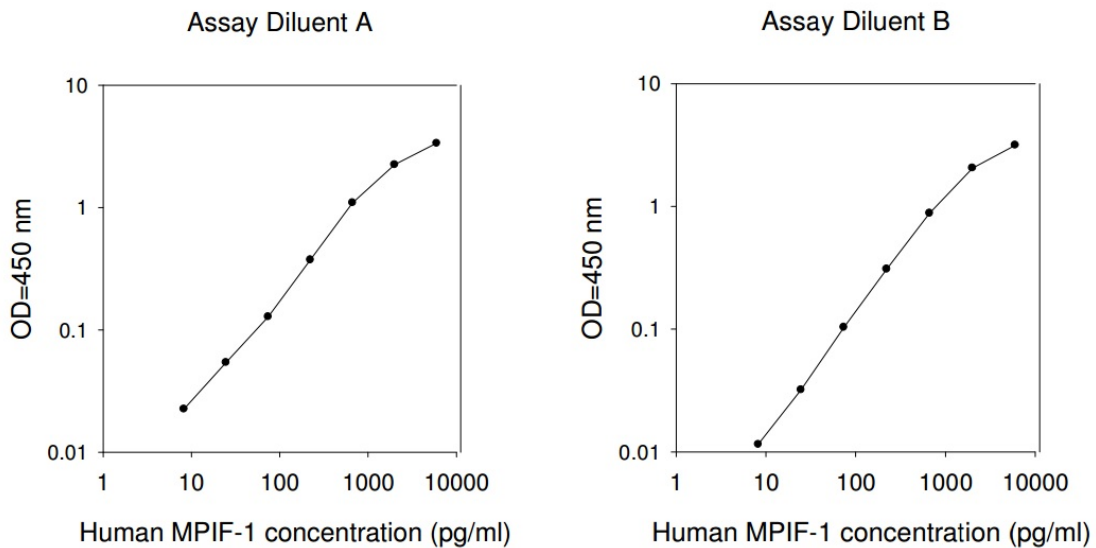 Assay Diluent A
10
1
0.1
0.01
1 10 100 1000 10000
OD=450 nm
Human MPIF-1 concentration (pg/ml)
Assay Diluent B
10
1
0.1
0.01
1 10 100 1000 10000
OD=450 nm
Human MPIF-1 concentration (pg/ml)